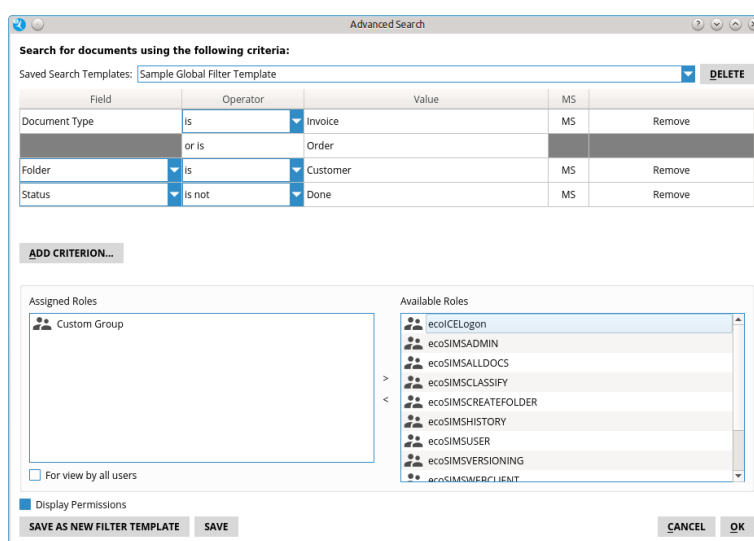 Advanced Search
Search for documents using the following criteria:
Saved Search Templates: Sample Global Filter Template DELETE
Field Operator Value MS
Document Type is Invoice MS Remove
or is Order
Folder is Customer MS Remove
Status is not Done MS Remove
ADD CRITERION...
Assigned Roles Available Roles
Custom Group ecoICELogon
ecoSIMSADMIN
ecoSIMSALLDOCS
> ecoSIMSCLASSIFY
< ecoSIMSCREATEFOLDER
ecoSIMSHISTORY
ecoSIMSUSER
ecoSIMSVERSIONING
For view by all users ecoSIMSWEBCLIENT
Display Permissions
SAVE AS NEW FILTER TEMPLATE SAVE CANCEL OK